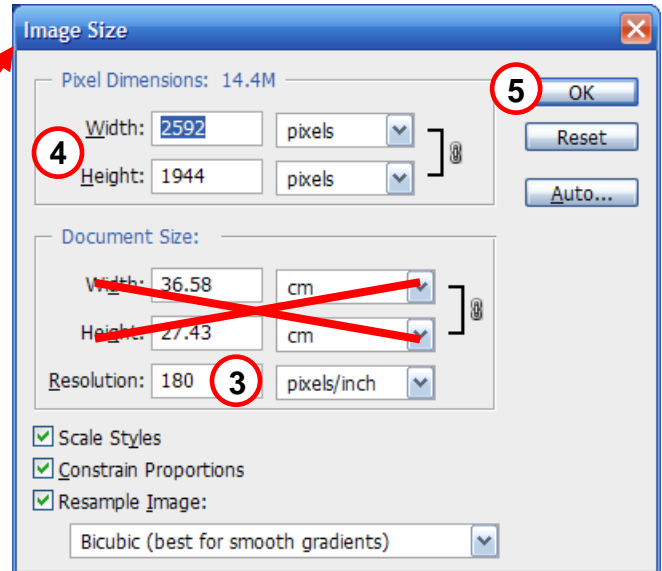 Image Size
Pixel Dimensions: 14.4M
5
OK
Width: 2592 pixels
4
Reset
Height: 1944 pixels
Auto...
Document Size:
Width: 36.58 cm
Height: 27.43 cm
Resolution: 180 3 pixels/inch
Scale Styles
Constrain Proportions
Resample Image:
Bicubic (best for smooth gradients)